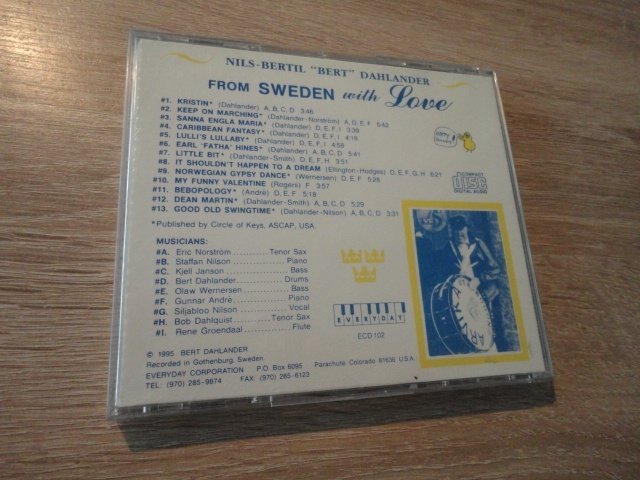 NILS-BERTIL "BERT" DAHLANDER
FROM SWEDEN with Love
#1. KRISTIN* (Dahlander) A, B, C, D 3:46
#2. KEEP ON MARCHING* (Dahlander-Norström) A, D, E, F 5:42
#3. SANNA ENGLA MARIA* (Dahlander) D, E, F, I 3:39
#4. CARIBBEAN FANTASY* (Dahlander) D, E, F, I 4:19
#5. LULLI'S LULLABY* (Dahlander) D, E, F, I 4:56
#6. EARL 'FATHA' HINES* (Dahlander) A, B, C, D 5:41
#7. LITTLE BIT* (Dahlander-Smith) D, E, F, H 3:51
#8. IT SHOULDN'T HAPPEN TO A DREAM (Ellington-Hodges) D, E, F, G, H 6:21
#9. NORWEGIAN GYPSY DANCE* (Wernersen) D, E, F 5:28
#10. MY FUNNY VALENTINE (Rogers) F 3:57
#11. BEBOPOLOGY* (Andrè) D, E, F 5:18
#12. DEAN MARTIN* (Dahlander-Smith) A, B, C, D 5:29
#13. GOOD OLD SWINGTIME* (Dahlander-Nilson) A, B, C, D 3:31
*Published by Circle of Keys, ASCAP, USA
COMPACT
disc
DIGITAL AUDIO
MUSICIANS:
#A. Eric Norström Tenor Sax
#B. Staffan Nilson Piano
#C. Kjell Janson Bass
#D. Bert Dahlander Drums
#E. Olaw Wernersen Bass
#F. Gunnar Andrè Piano
#G. Siljabloo Nilson Vocal
#H. Bob Dahlquist Tenor Sax
#I. Rene Groendaal Flute
EVERYDAY
ECD 102
© 1995 BERT DAHLANDER
Recorded in Gothenburg, Sweden.
EVERYDAY CORPORATION P.O. Box 6095 Parachute, Colorado 81636 U.S.A.
TEL: (970) 285-9874 FAX: (970) 285-6123